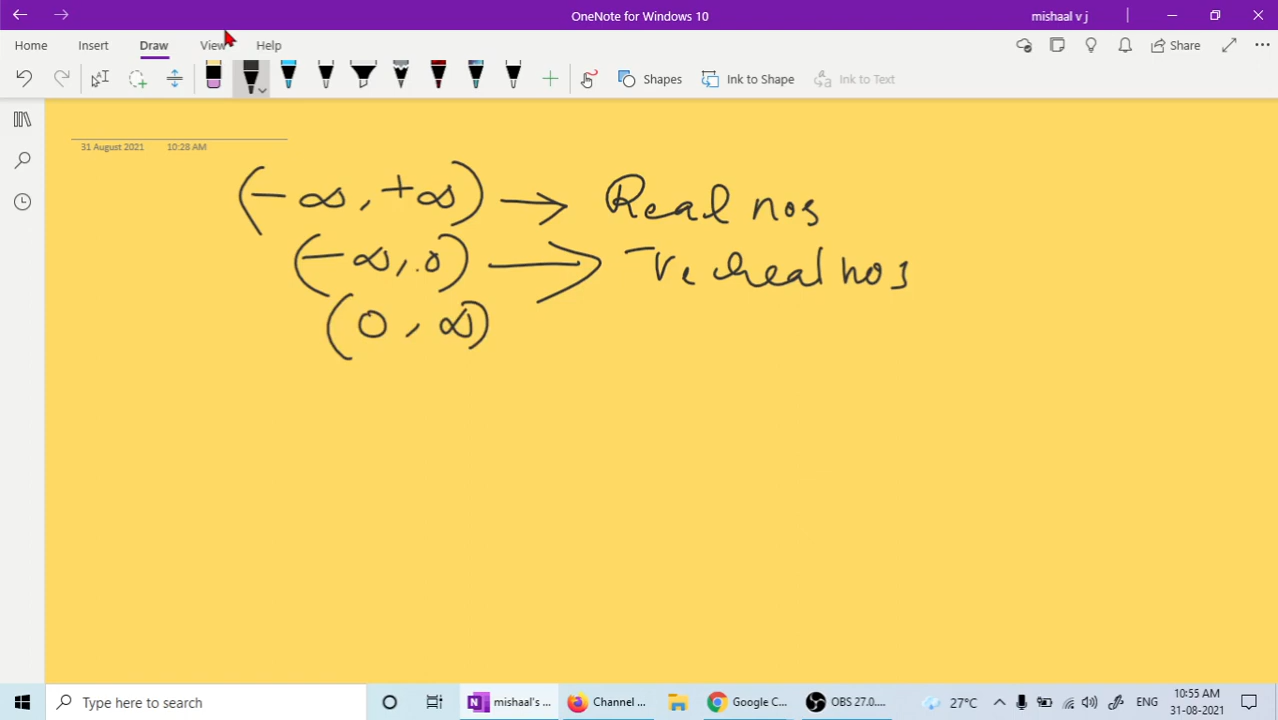 OneNote for Windows 10
mishaal v j
Home Insert Draw View Help
Share
Shapes Ink to Shape Ink to Text
31 August 2021 10:28 AM
(-∞, +∞) → Real nos
(-∞, 0) → -ve real nos
(0, ∞)
Type here to search
mishaal's ...
Channel ...
Google C...
OBS 27.0...
27°C
ENG
10:55 AM
31-08-2021